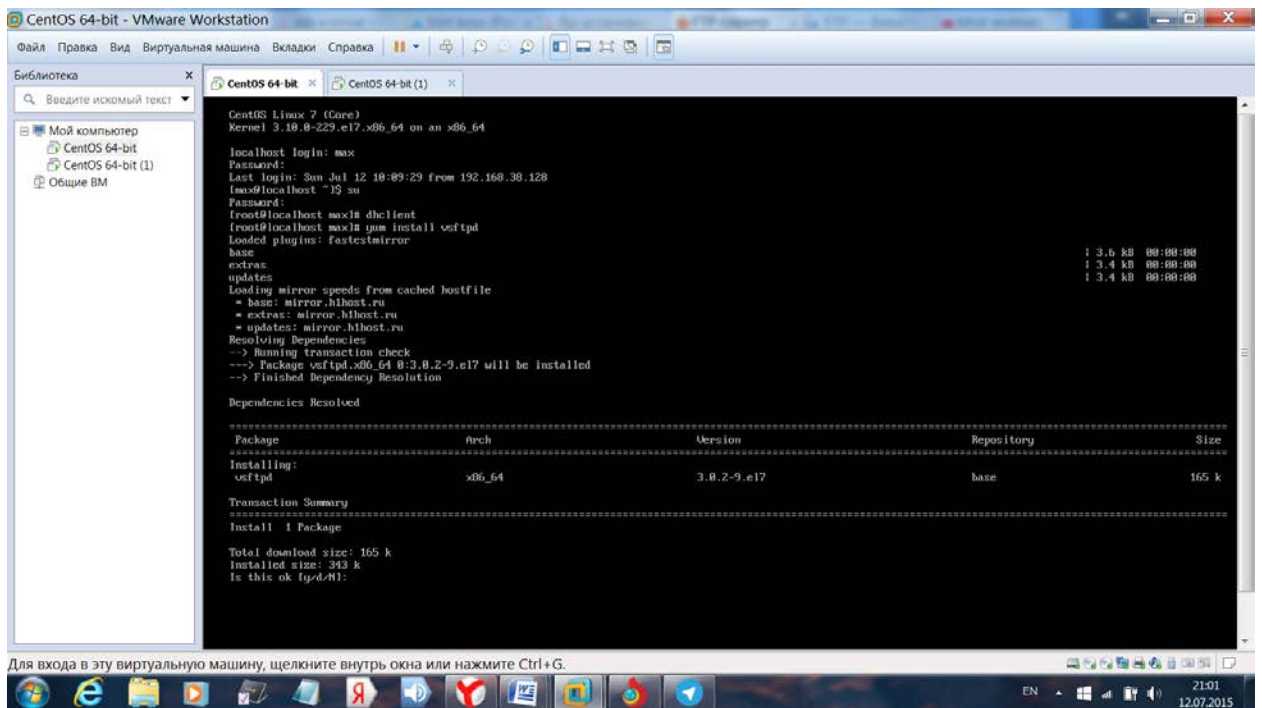 CentOS 64-bit - VMware Workstation
Файл Правка Вид Виртуальная машина Вкладки Справка
Библиотека x
Введите искомый текст
Мой компьютер
CentOS 64-bit
CentOS 64-bit (1)
Общие ВМ
CentOS 64-bit × CentOS 64-bit (1) ×
CentOS Linux 7 (Core)
Kernel 3.10.0-229.el7.x86_64 on an x86_64
localhost login: max
Password:
Last login: Sun Jul 12 10:09:29 from 192.168.38.128
[max@localhost ~]$ su
Password:
[root@localhost max]# dhclient
[root@localhost max]# yum install vsftpd
Loaded plugins: fastestmirror
base | 3.6 kB 00:00:00
extras | 3.4 kB 00:00:00
updates | 3.4 kB 00:00:00
Loading mirror speeds from cached hostfile
* base: mirror.h1host.ru
* extras: mirror.h1host.ru
* updates: mirror.h1host.ru
Resolving Dependencies
--> Running transaction check
---> Package vsftpd.x86_64 0:3.0.2-9.el7 will be installed
--> Finished Dependency Resolution
Dependencies Resolved
Package Arch Version Repository Size
Installing:
vsftpd x86_64 3.0.2-9.el7 base 165 k
Transaction Summary
Install 1 Package
Total download size: 165 k
Installed size: 343 k
Is this ok [y/d/N]:
Для входа в эту виртуальную машину, щелкните внутрь окна или нажмите Ctrl+G.
EN
21:01
12.07.2015